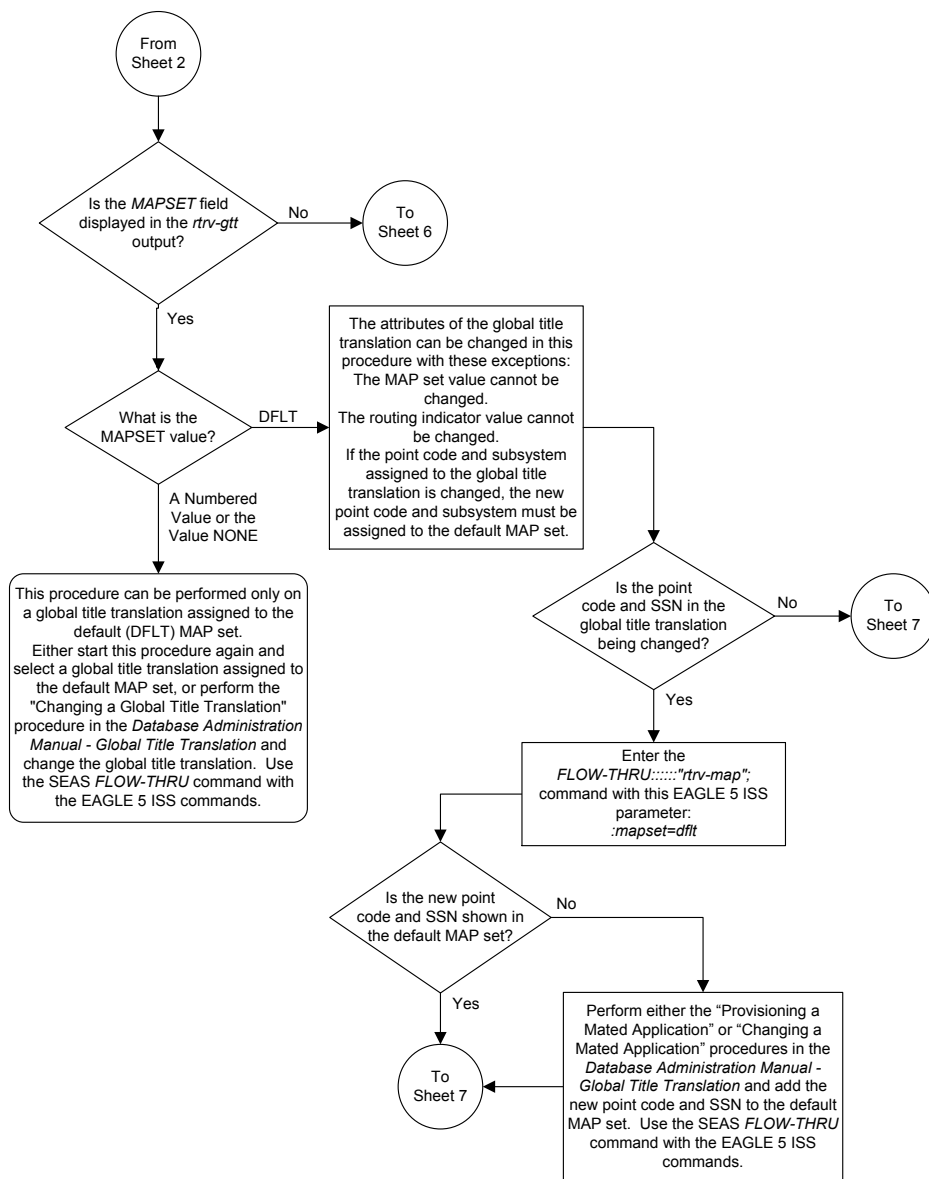 From
Sheet 2
Is the MAPSET field
displayed in the rtrv-gtt
output?
No
To
Sheet 6
Yes
What is the
MAPSET value?
DFLT
The attributes of the global title
translation can be changed in this
procedure with these exceptions:
The MAP set value cannot be
changed.
The routing indicator value cannot
be changed.
If the point code and subsystem
assigned to the global title
translation is changed, the new
point code and subsystem must be
assigned to the default MAP set.
A Numbered
Value or the
Value NONE
This procedure can be performed only on
a global title translation assigned to the
default (DFLT) MAP set.
Either start this procedure again and
select a global title translation assigned to
the default MAP set, or perform the
"Changing a Global Title Translation"
procedure in the Database Administration
Manual - Global Title Translation and
change the global title translation.  Use
the SEAS FLOW-THRU command with
the EAGLE 5 ISS commands.
Is the point
code and SSN in the
global title translation
being changed?
No
To
Sheet 7
Yes
Enter the
FLOW-THRU::::::"rtrv-map";
command with this EAGLE 5 ISS
parameter:
:mapset=dflt
Is the new point
code and SSN shown in
the default MAP set?
No
Yes
To
Sheet 7
Perform either the “Provisioning a
Mated Application” or “Changing a
Mated Application” procedures in the
Database Administration Manual -
Global Title Translation and add the
new point code and SSN to the default
MAP set.  Use the SEAS FLOW-THRU
command with the EAGLE 5 ISS
commands.